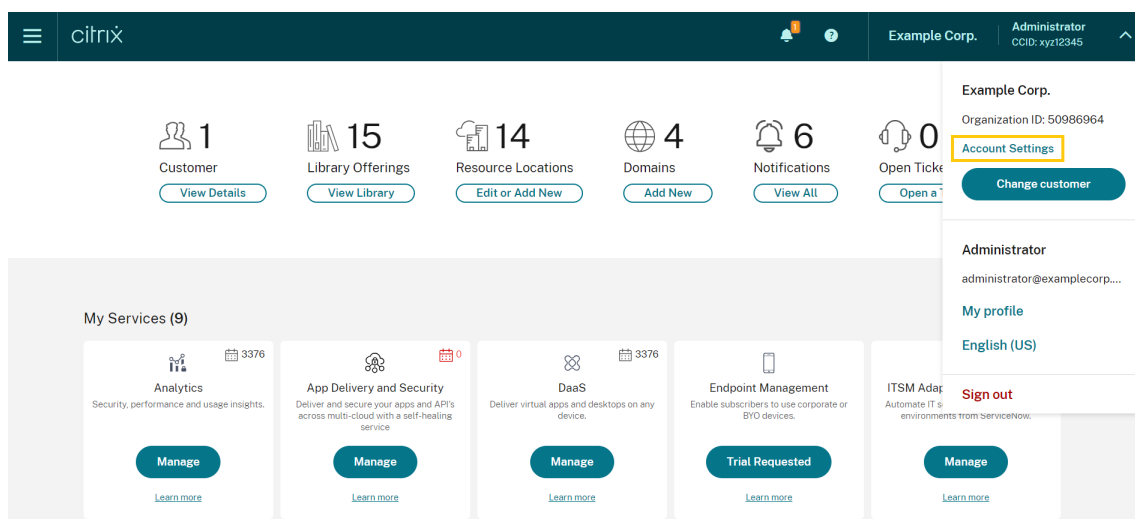 citrix
1
?
Example Corp.
Administrator
CCID: xyz12345
Example Corp.
Organization ID: 50986964
Account Settings
Change customer
Administrator
administrator@examplecorp....
My profile
English (US)
Sign out
1
Customer
View Details
15
Library Offerings
View Library
14
Resource Locations
Edit or Add New
4
Domains
Add New
6
Notifications
View All
0
Open Ticke
Open a
My Services (9)
3376
Analytics
Security, performance and usage insights.
Manage
Learn more
0
App Delivery and Security
Deliver and secure your apps and API's
across multi-cloud with a self-healing
service
Manage
Learn more
3376
DaaS
Deliver virtual apps and desktops on any
device.
Manage
Learn more
Endpoint Management
Enable subscribers to use corporate or
BYO devices.
Trial Requested
Learn more
ITSM Adap
Automate IT s
environments from ServiceNow.
Manage
Learn more